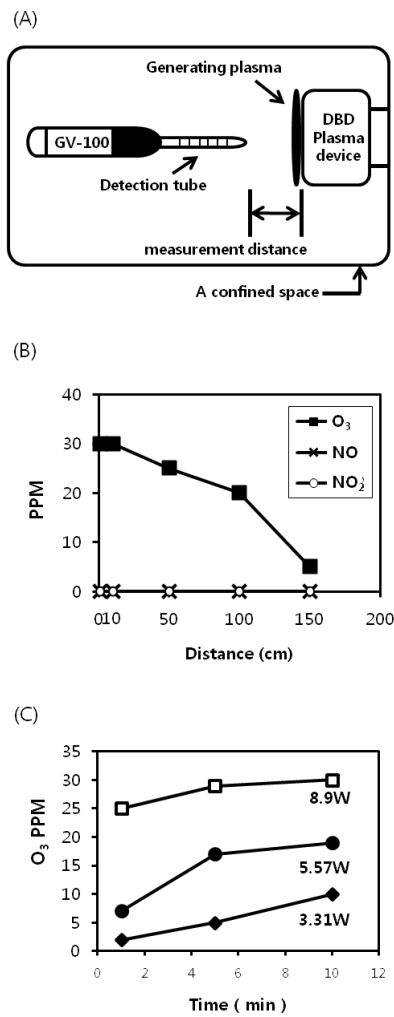 (A)
Generating plasma
GV-100
DBD
Plasma
device
Detection tube
measurement distance
A confined space
(B)
40
30
20
10
0
PPM
O₃
NO
NO₂
0 10 50 100 150 200
Distance (cm)
(C)
35
30
25
20
15
10
5
0
O₃ PPM
8.9W
5.57W
3.31W
0 2 4 6 8 10 12
Time ( min )